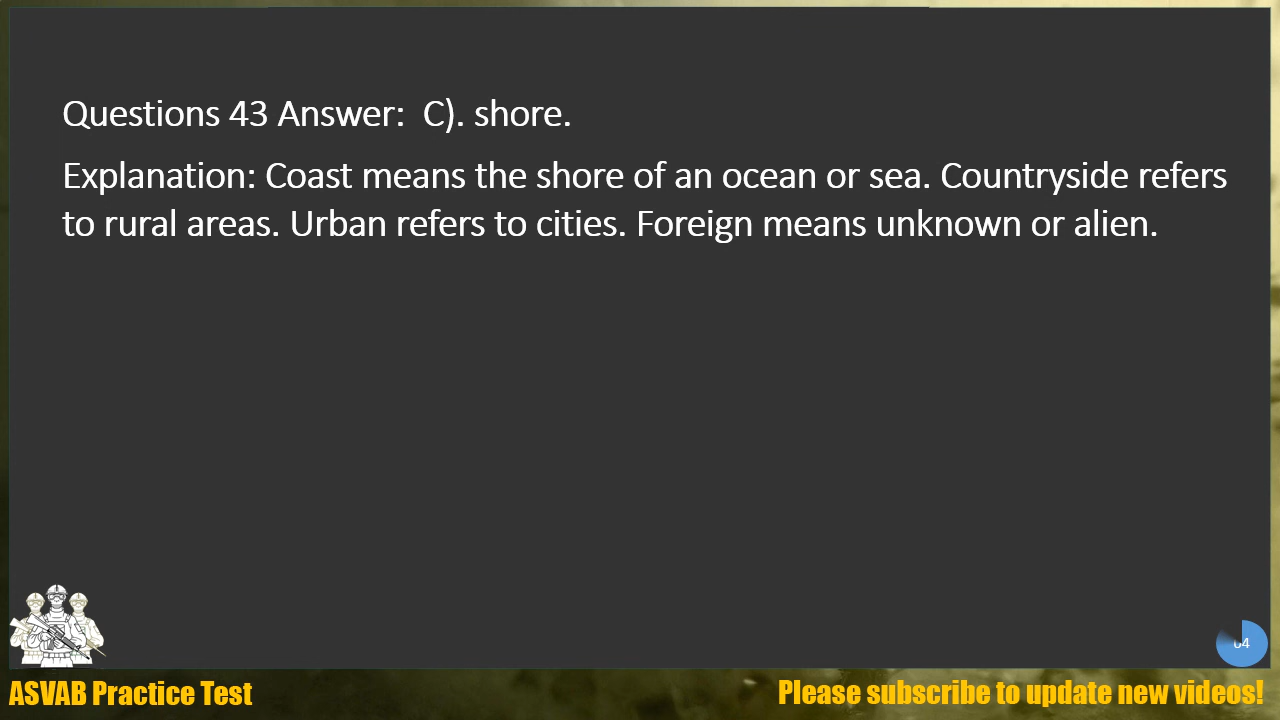 Questions 43 Answer:  C). shore.
Explanation: Coast means the shore of an ocean or sea. Countryside refers
to rural areas. Urban refers to cities. Foreign means unknown or alien.
04
ASVAB Practice Test
Please subscribe to update new videos!